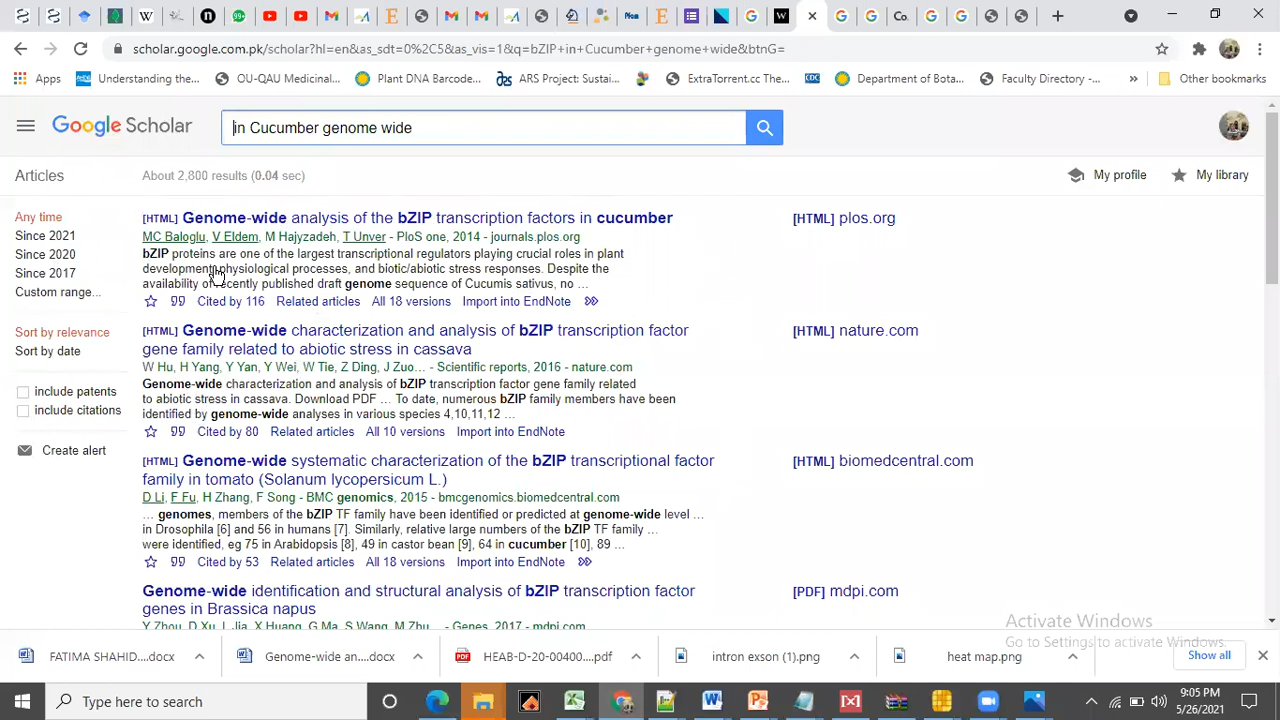 Co.
scholar.google.com.pk/scholar?hl=en&as_sdt=0%2C5&as_vis=1&q=bZIP+in+Cucumber+genome+wide&btnG=
Apps
Understanding the...
OU-QAU Medicinal...
Plant DNA Barcode...
ARS Project: Sustai...
ExtraTorrent.cc The...
CDC
Department of Bota...
Faculty Directory -...
»
Other bookmarks
Google Scholar
in Cucumber genome wide
Articles
About 2,800 results (0.04 sec)
My profile
My library
Any time
Since 2021
Since 2020
Since 2017
Custom range...
Sort by relevance
Sort by date
include patents
include citations
Create alert
[HTML] Genome-wide analysis of the bZIP transcription factors in cucumber
MC Baloglu, V Eldem, M Hajyzadeh, T Unver - PloS one, 2014 - journals.plos.org
bZIP proteins are one of the largest transcriptional regulators playing crucial roles in plant
development, physiological processes, and biotic/abiotic stress responses. Despite the
availability of recently published draft genome sequence of Cucumis sativus, no ...
Cited by 116 Related articles All 18 versions Import into EndNote
[HTML] plos.org
[HTML] Genome-wide characterization and analysis of bZIP transcription factor
gene family related to abiotic stress in cassava
W Hu, H Yang, Y Yan, Y Wei, W Tie, Z Ding, J Zuo... - Scientific reports, 2016 - nature.com
Genome-wide characterization and analysis of bZIP transcription factor gene family related
to abiotic stress in cassava. Download PDF ... To date, numerous bZIP family members have been
identified by genome-wide analyses in various species 4,10,11,12 ...
Cited by 80 Related articles All 10 versions Import into EndNote
[HTML] nature.com
[HTML] Genome-wide systematic characterization of the bZIP transcriptional factor
family in tomato (Solanum lycopersicum L.)
D Li, F Fu, H Zhang, F Song - BMC genomics, 2015 - bmcgenomics.biomedcentral.com
... genomes, members of the bZIP TF family have been identified or predicted at genome-wide level ...
in Drosophila [6] and 56 in humans [7]. Similarly, relative large numbers of the bZIP TF family ...
were identified, eg 75 in Arabidopsis [8], 49 in castor bean [9], 64 in cucumber [10], 89 ...
Cited by 53 Related articles All 18 versions Import into EndNote
[HTML] biomedcentral.com
Genome-wide identification and structural analysis of bZIP transcription factor
genes in Brassica napus
Y Zhou, D Xu, L Jia, X Huang, G Ma, S Wang, M Zhu... - Genes, 2017 - mdpi.com
[PDF] mdpi.com
Activate Windows
Go to Settings to activate Windows.
FATIMA SHAHID....docx
Genome-wide an....docx
HEAB-D-20-00400....pdf
intron exson (1).png
heat map.png
Show all
Type here to search
9:05 PM
5/26/2021